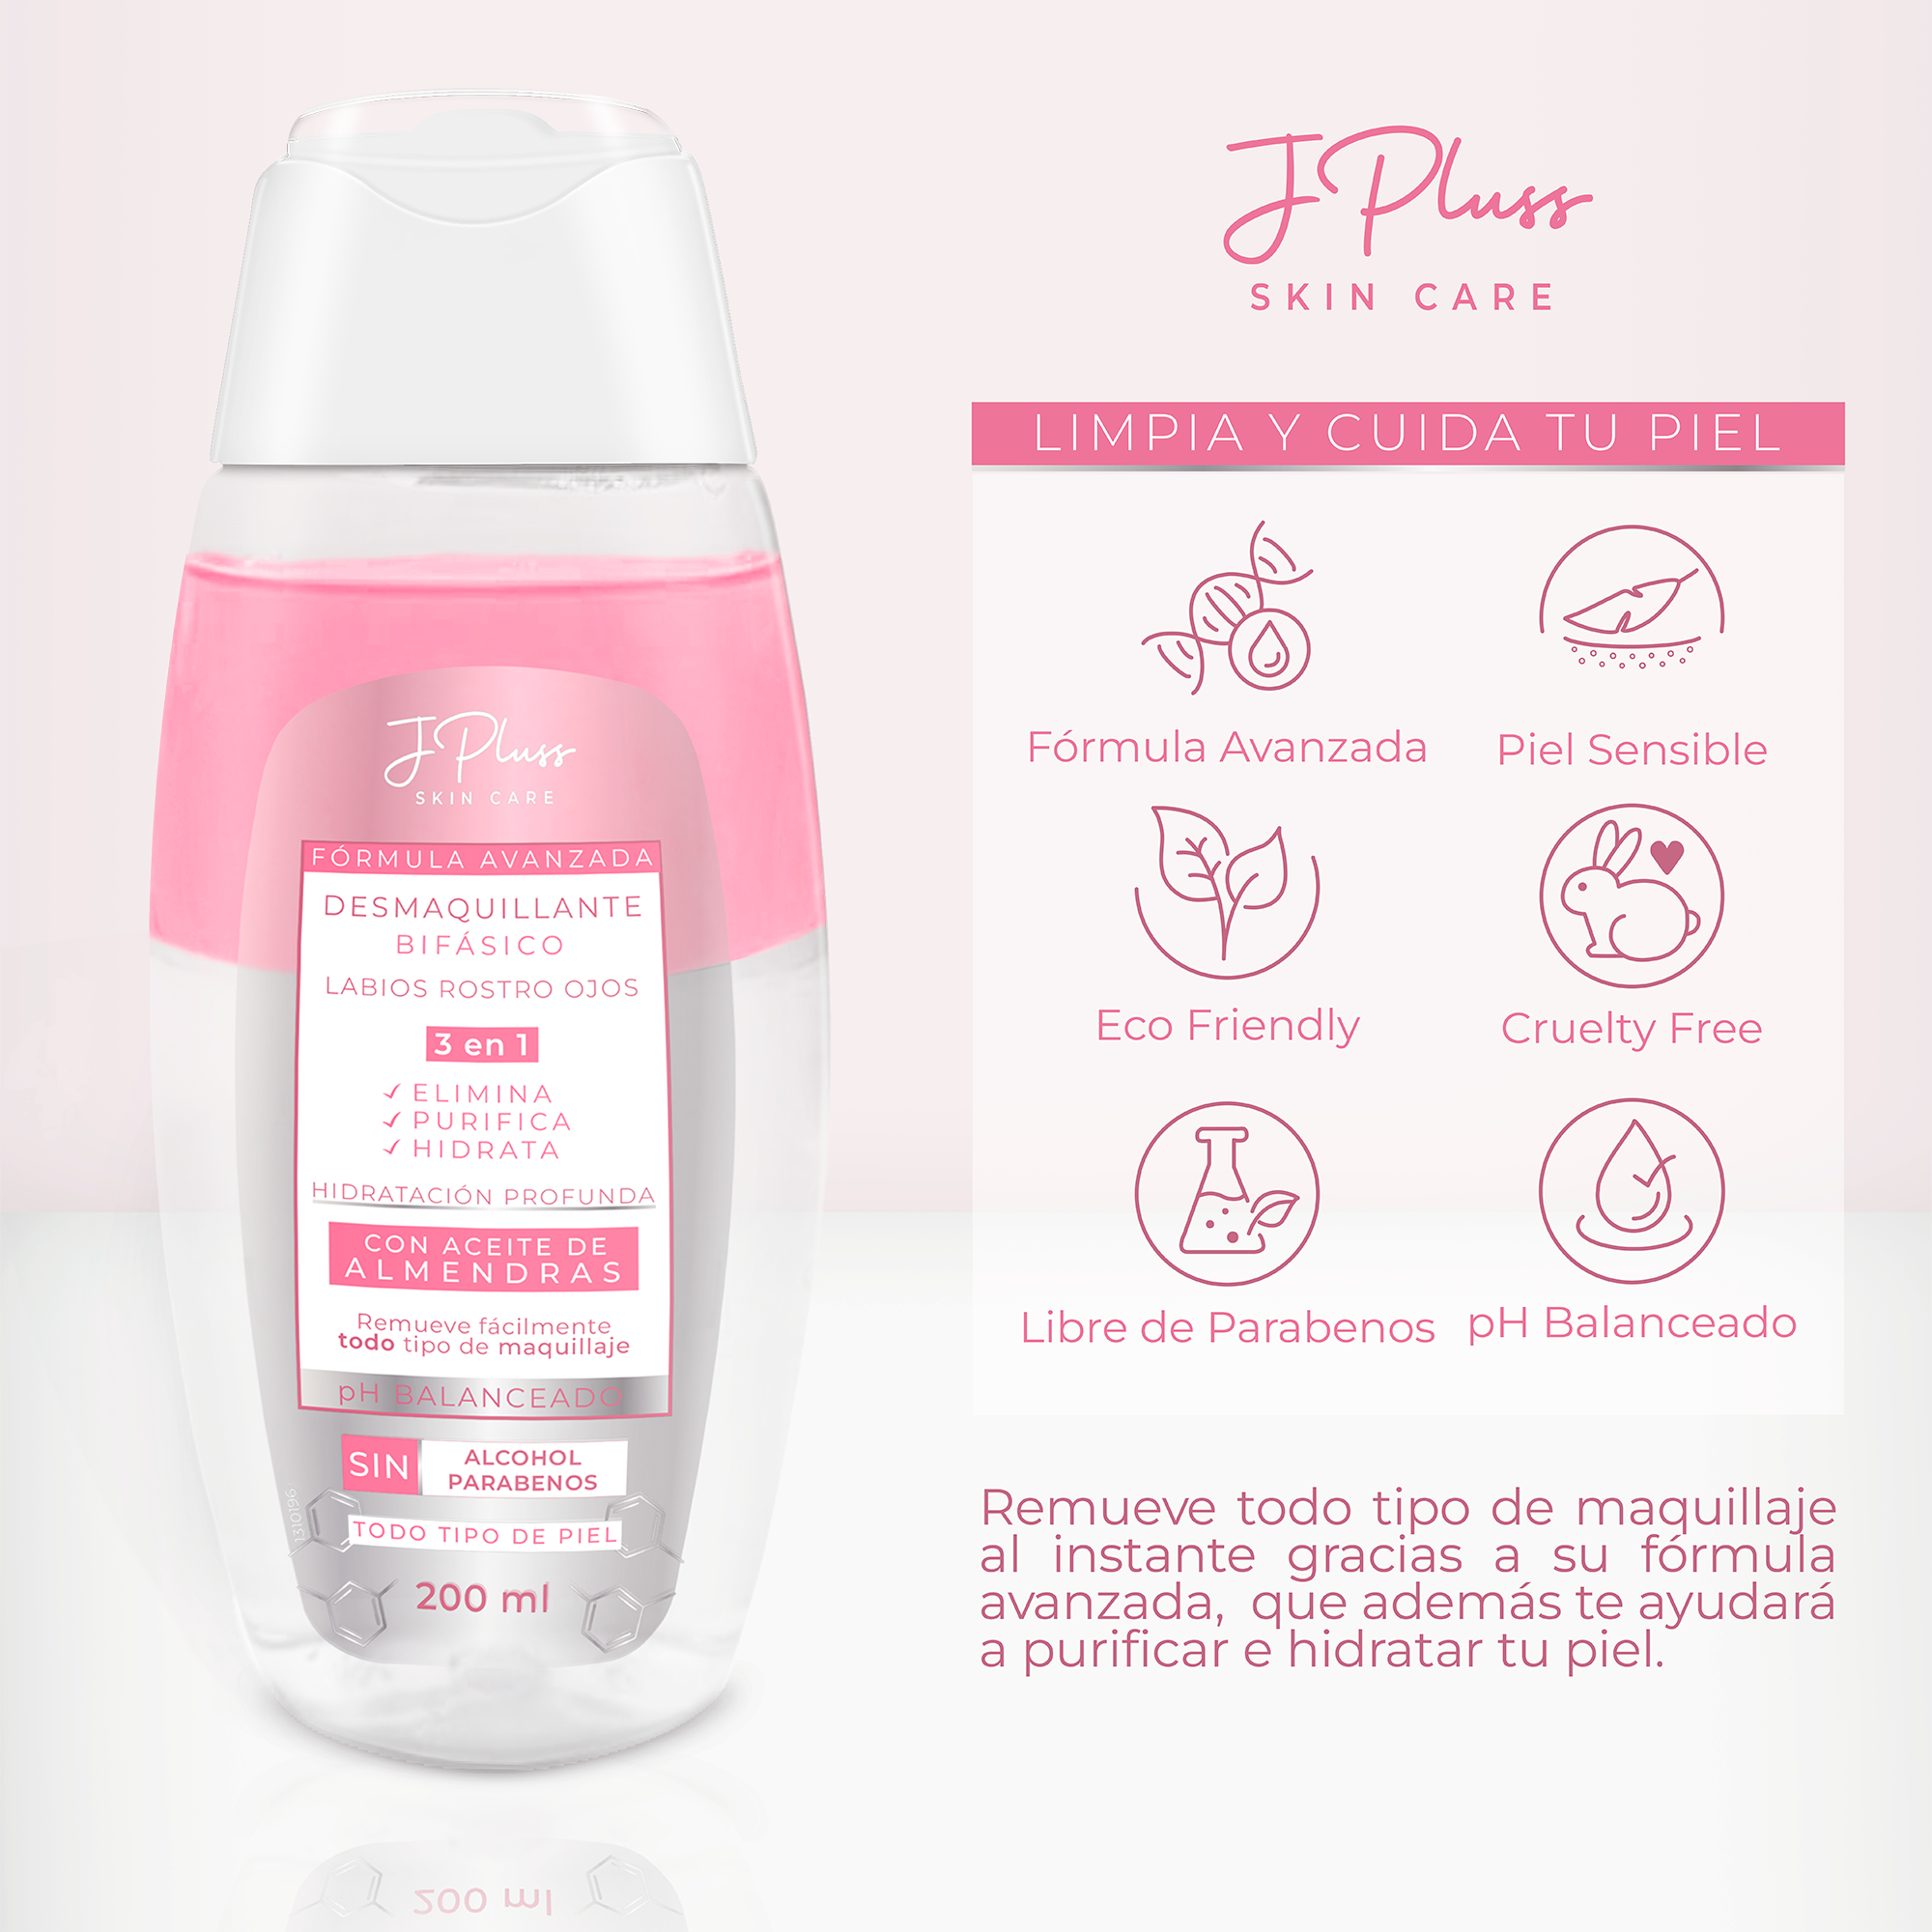 J Pluss
SKIN CARE
FÓRMULA AVANZADA
DESMAQUILLANTE
BIFÁSICO
LABIOS ROSTRO OJOS
3 en 1
✓ ELIMINA
✓ PURIFICA
✓ HIDRATA
HIDRATACIÓN PROFUNDA
CON ACEITE DE
ALMENDRAS
Remueve fácilmente
todo tipo de maquillaje
pH BALANCEADO
SIN
ALCOHOL
PARABENOS
1310196
TODO TIPO DE PIEL
200 ml
200 ml
J Pluss
SKIN CARE
LIMPIA Y CUIDA TU PIEL
Fórmula Avanzada
Piel Sensible
Eco Friendly
Cruelty Free
Libre de Parabenos
pH Balanceado
Remueve todo tipo de maquillaje
al instante gracias a su fórmula
avanzada, que además te ayudará
a purificar e hidratar tu piel.